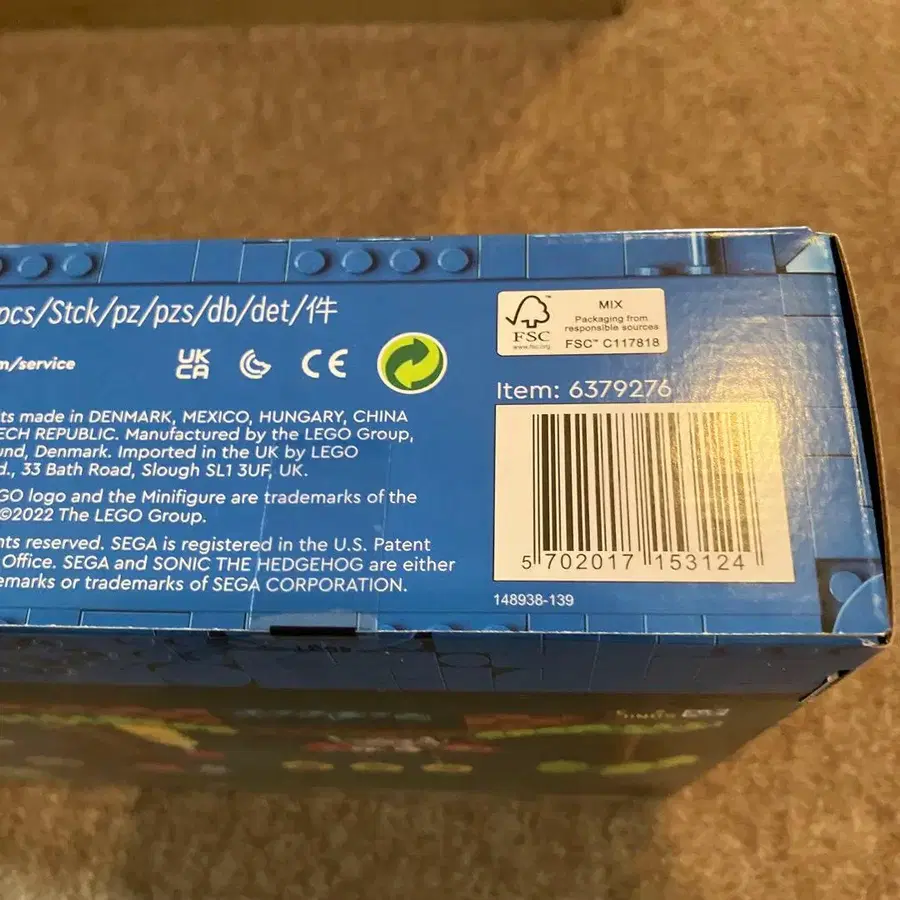 pcs/Stck/pz/pzs/db/det/件
m/service
UK
CA
CE
ts made in DENMARK, MEXICO, HUNGARY, CHINA
ECH REPUBLIC. Manufactured by the LEGO Group,
und, Denmark. Imported in the UK by LEGO
d., 33 Bath Road, Slough SL1 3UF, UK.
GO logo and the Minifigure are trademarks of the
©2022 The LEGO Group.
nts reserved. SEGA is registered in the U.S. Patent
Office. SEGA and SONIC THE HEDGEHOG are either
emarks or trademarks of SEGA CORPORATION.
FSC
www.fsc.org
MIX
Packaging from
responsible sources
FSC™ C117818
Item: 6379276
5 702017 153124
148938-139